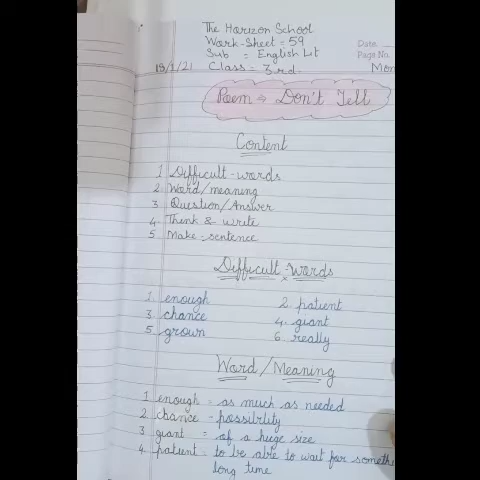 The Harizon School
Work-Sheet = 59
Date
Sub = English Lit
Page No.
19/1/21 Class = 3rd
Mon
Poem ⇒ Don't Tell
Content
1 Difficult-words
2. Word/meaning
3 Question/Answer
4 Think & write
5 Make-sentence
Difficult-Words
1. enough 2. patient
3. chance 4. giant
5. grown 6. really
Word/Meaning
1 enough = as much as needed
2 chance - possibility
3 giant = of a huge size
4. patient - to be able to wait for somethe
long time